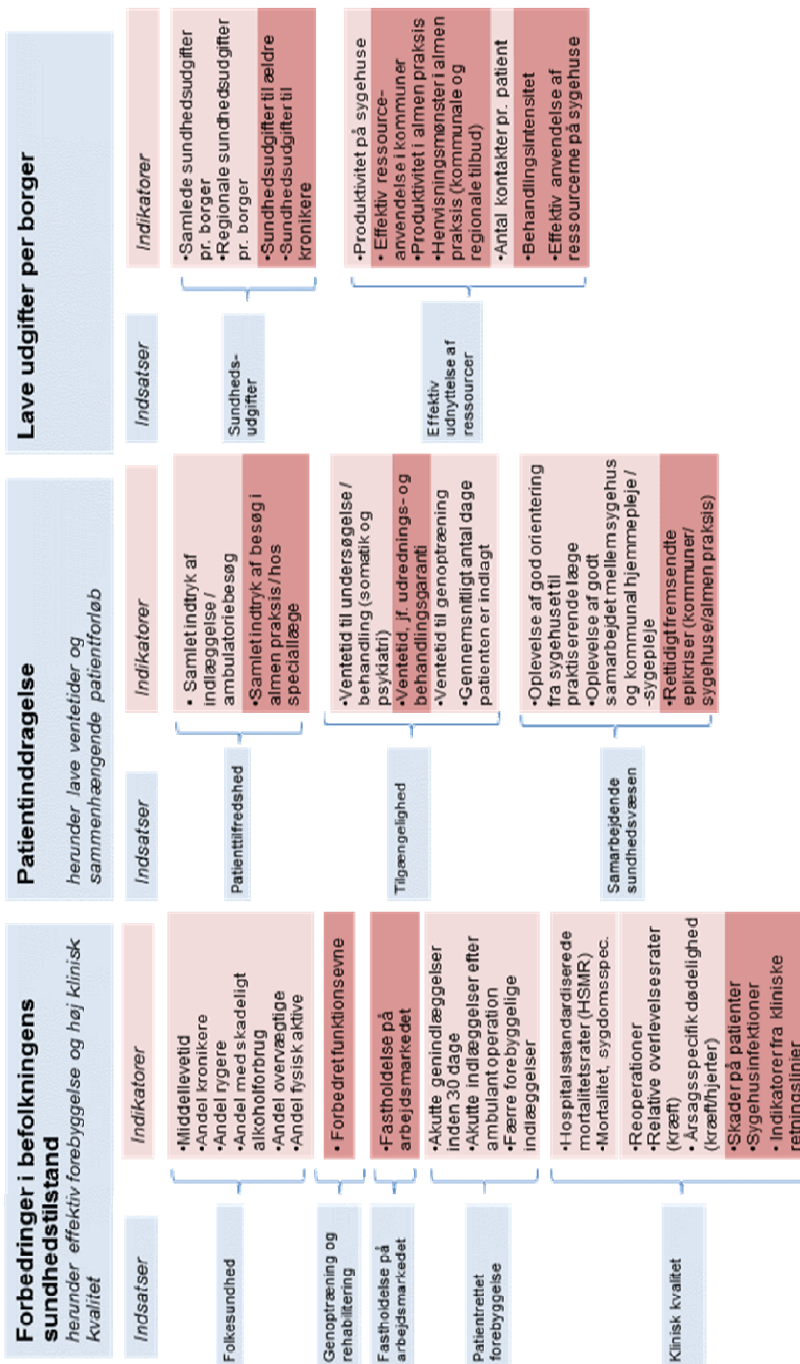 Forbedringer i befolkningens
sundhedstilstand
herunder effektiv forebyggelse og høj klinisk
kvalitet
Indsatser
Indikatorer
Folkesundhed
•Middellevetid
•Andel kronikere
•Andel rygere
•Andel med skadeligt
alkoholforbrug
•Andel overvægtige
•Andel fysisk aktive
Genoptræning og
rehabilitering
• Forbedret funktionsevne
Fastholdelse på
arbejdsmarkedet
•Fastholdelse på
arbejdsmarkedet
Patientrettet
forebyggelse
•Akutte genindlæggelser
inden 30 dage
•Akutte indlæggelser efter
ambulant operation
•Færre forebyggelige
indlæggelser
Klinisk kvalitet
•Hospitalsstandardiserede
mortalitetsrater (HSMR)
•Mortalitet, sygdomsspec.
•Reoperationer
•Relative overlevelsesrater
(kræft)
• Årsagsspecifik dødelighed
(kræft/hjerter)
•Skader på patienter
•Sygehusinfektioner
• Indikatorer fra kliniske
retningslinier
Patientinddragelse
herunder lave ventetider og
sammenhængende patientforløb
Indsatser
Indikatorer
Patienttilfredshed
• Samlet indtryk af
indlæggelse /
ambulatoriebesøg
•Samlet indtryk af besøg i
almen praksis / hos
speciallæge
Tilgængelighed
•Ventetid til undersøgelse /
behandling (somatik og
psykiatri)
•Ventetid, jf. udrednings- og
behandlingsgaranti
•Ventetid til genoptræning
•Gennemsnitligt antal dage
patienten er indlagt
Samarbejdende
sundhedsvæsen
•Oplevelse af god orientering
fra sygehuset til
praktiserende læge
•Oplevelse af godt
samarbejdet mellem sygehus
og kommunal hjemmepleje /
-sygepleje
•Rettidigt fremsendte
epikriser (kommuner/
sygehuse/almen praksis)
Lave udgifter per borger
Indsatser
Indikatorer
Sundheds-
udgifter
•Samlede sundhedsudgifter
pr. borger
•Regionale sundhedsudgifter
pr. borger
•Sundhedsudgifter til ældre
•Sundhedsudgifter til
kronikere
Effektiv
udnyttelse af
ressourcer
•Produktivitet på sygehuse
• Effektiv ressource-
anvendelse i kommuner
•Produktivitet i almen praksis
•Henvisningsmønster i almen
praksis (kommunale og
regionale tilbud)
•Antal kontakter pr. patient
•Behandlingsintensitet
•Effektiv anvendelse af
ressourcerne på sygehuse